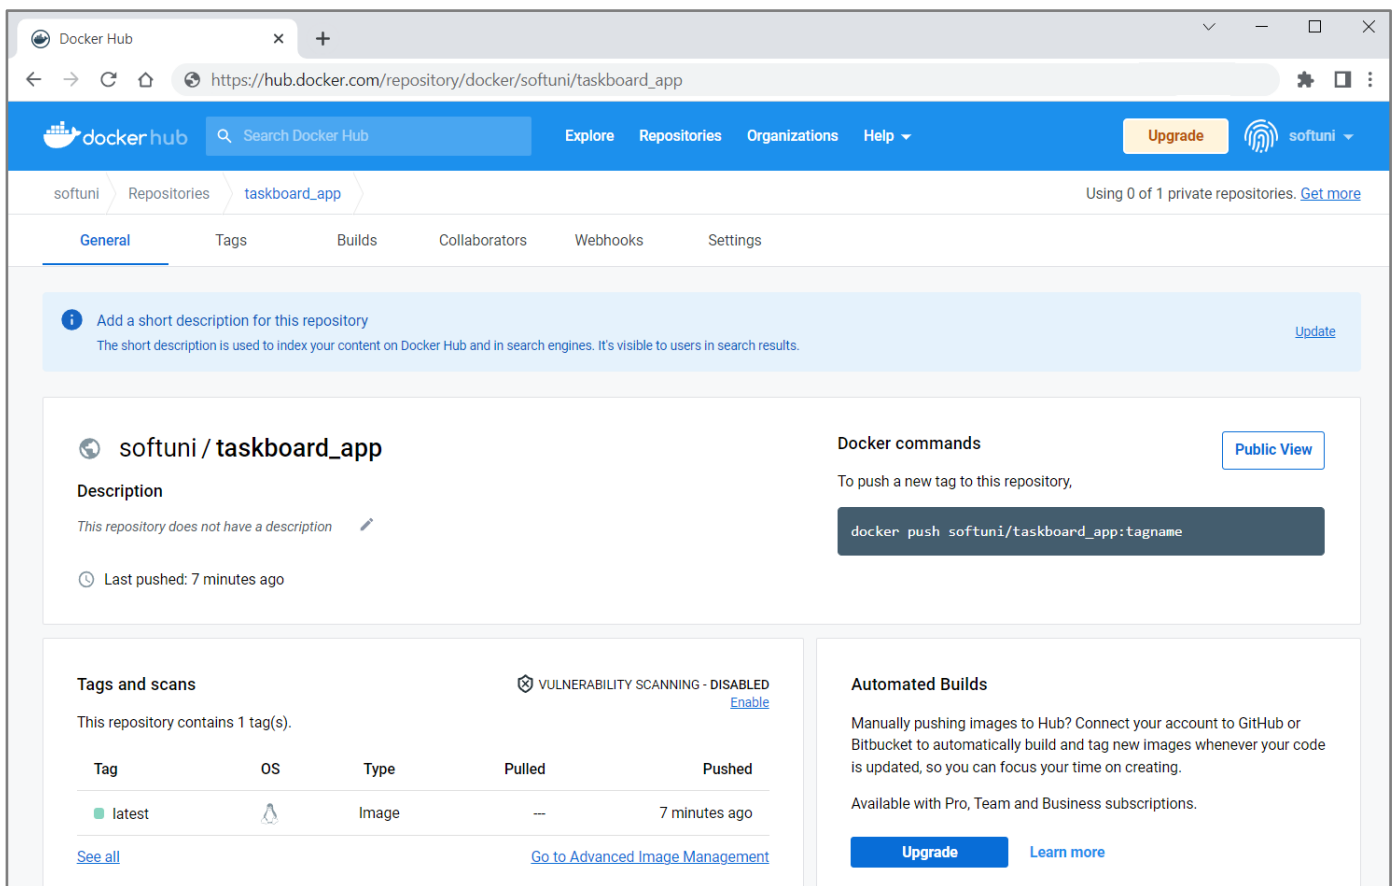 Docker Hub
https://hub.docker.com/repository/docker/softuni/taskboard_app
dockerhub Search Docker Hub Explore Repositories Organizations Help Upgrade softuni
softuni Repositories taskboard_app Using 0 of 1 private repositories. Get more
General Tags Builds Collaborators Webhooks Settings
Add a short description for this repository
The short description is used to index your content on Docker Hub and in search engines. It's visible to users in search results.
Update
softuni / taskboard_app
Description
This repository does not have a description
Last pushed: 7 minutes ago
Docker commands
Public View
To push a new tag to this repository,
docker push softuni/taskboard_app:tagname
Tags and scans
VULNERABILITY SCANNING - DISABLED
Enable
This repository contains 1 tag(s).
Tag OS Type Pulled Pushed
latest Image --- 7 minutes ago
See all Go to Advanced Image Management
Automated Builds
Manually pushing images to Hub? Connect your account to GitHub or
Bitbucket to automatically build and tag new images whenever your code
is updated, so you can focus your time on creating.
Available with Pro, Team and Business subscriptions.
Upgrade Learn more